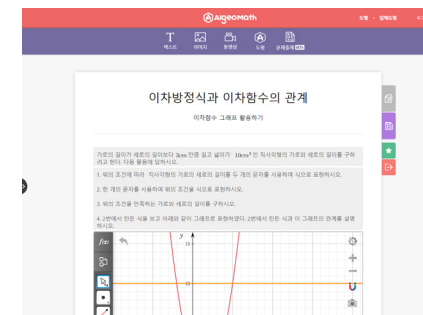 AlgeoMath
텍스트 이미지 동영상 도형 문제출제 BETA
이차방정식과 이차함수의 관계
이차함수 그래프 활용하기
가로의 길이가 세로의 길이보다 3cm 만큼 길고 넓이가 10cm² 인 직사각형의 가로와 세로의 길이를 구하
려고 한다. 다음 물음에 답하시오.
1. 위의 조건에 따라 직사각형의 가로와 세로의 길이를 두 개의 문자를 사용하여 식으로 표현하시오.
2. 한 개의 문자를 사용하여 위의 조건을 식으로 표현하시오.
3. 위의 조건을 만족하는 가로와 세로의 길이를 구하시오.
4. 2번에서 만든 식을 보고 아래와 같이 그래프로 표현하였다. 2번에서 만든 식과 이 그래프의 관계를 설명
하시오.
f(x)
y
15
10